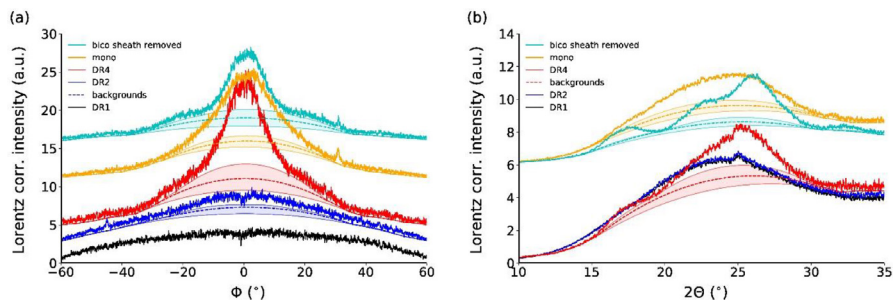 (a)
30
25
20
15
10
5
0
Lorentz corr. intensity (a.u.)
bico sheath removed
mono
DR4
DR2
backgrounds
DR1
−60 −40 −20 0 20 40 60
Φ (°)
(b)
14
12
10
8
6
4
2
0
Lorentz corr. intensity (a.u.)
bico sheath removed
mono
DR4
backgrounds
DR2
DR1
10 15 20 25 30 35
2Θ (°)